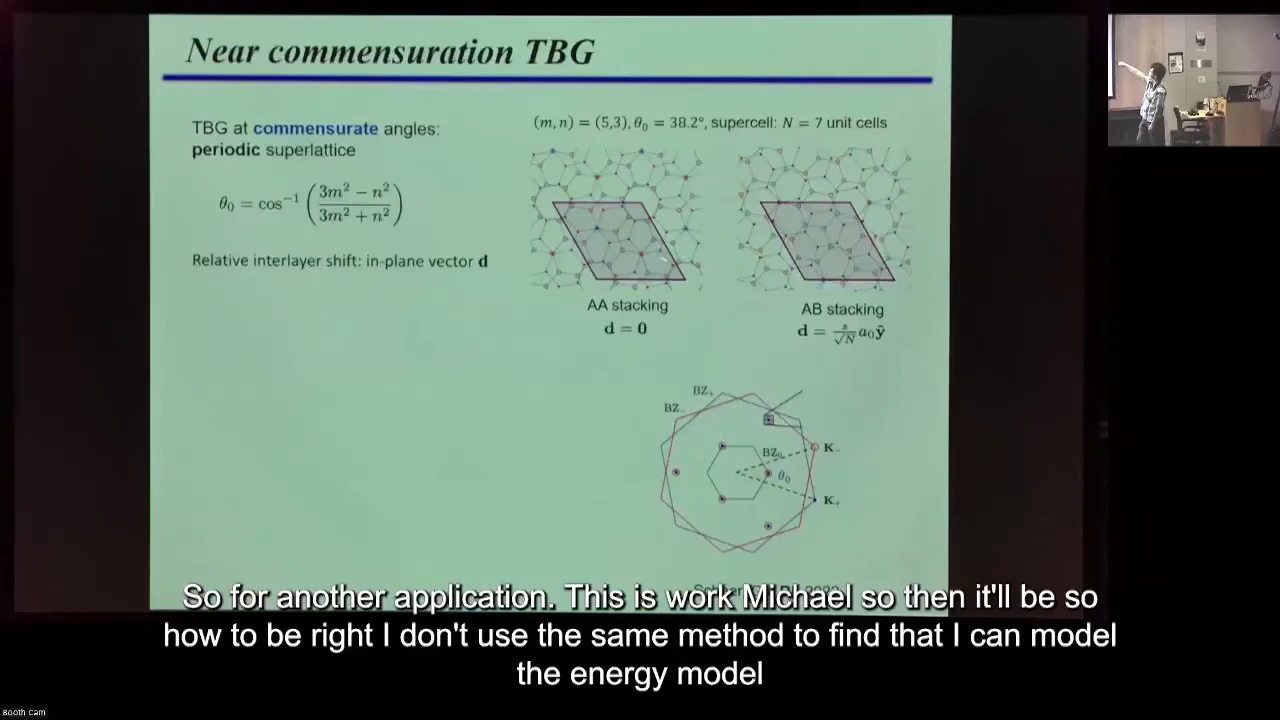 Near commensuration TBG
TBG at commensurate angles:
periodic superlattice
θ₀ = cos⁻¹ ( (3m² − n²) / (3m² + n²) )
Relative interlayer shift: in-plane vector d
(m, n) = (5,3), θ₀ = 38.2°, supercell: N = 7 unit cells
AA stacking
d = 0
AB stacking
BZ₊
BZ₋
BZ₀
K₋
θ₀
K₊
So for another application. This is work Michael so then it'll be so
how to be right I don't use the same method to find that I can model
the energy model
Booth Cam